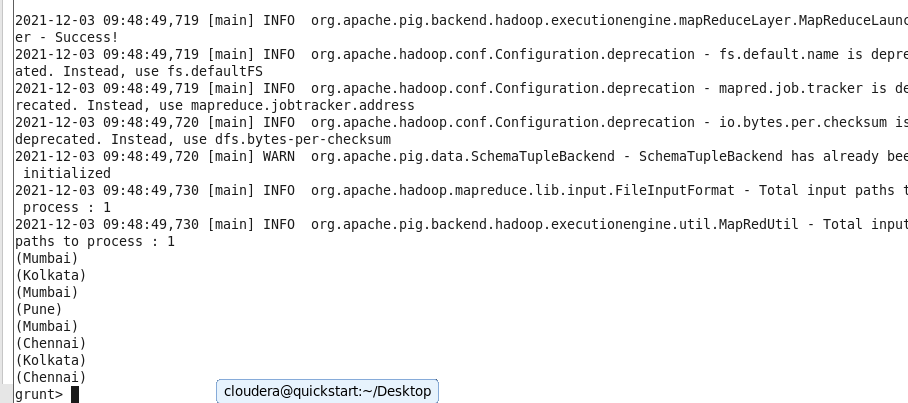 2021-12-03 09:48:49,719 [main] INFO  org.apache.pig.backend.hadoop.executionengine.mapReduceLayer.MapReduceLaunc
er - Success!
2021-12-03 09:48:49,719 [main] INFO  org.apache.hadoop.conf.Configuration.deprecation - fs.default.name is depre
ated. Instead, use fs.defaultFS
2021-12-03 09:48:49,719 [main] INFO  org.apache.hadoop.conf.Configuration.deprecation - mapred.job.tracker is de
recated. Instead, use mapreduce.jobtracker.address
2021-12-03 09:48:49,720 [main] INFO  org.apache.hadoop.conf.Configuration.deprecation - io.bytes.per.checksum is
deprecated. Instead, use dfs.bytes-per-checksum
2021-12-03 09:48:49,720 [main] WARN  org.apache.pig.data.SchemaTupleBackend - SchemaTupleBackend has already bee
initialized
2021-12-03 09:48:49,730 [main] INFO  org.apache.hadoop.mapreduce.lib.input.FileInputFormat - Total input paths t
process : 1
2021-12-03 09:48:49,730 [main] INFO  org.apache.pig.backend.hadoop.executionengine.util.MapRedUtil - Total input
paths to process : 1
(Mumbai)
(Kolkata)
(Mumbai)
(Pune)
(Mumbai)
(Chennai)
(Kolkata)
(Chennai)
grunt>
cloudera@quickstart:~/Desktop